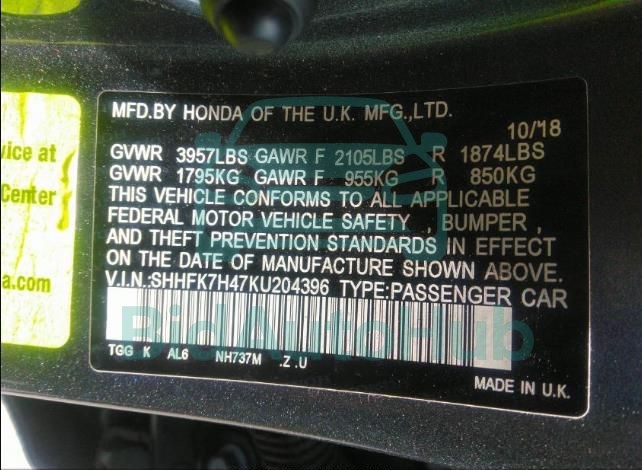 MFD.BY HONDA OF THE U.K. MFG.,LTD.
10/18
GVWR 3957LBS GAWR F 2105LBS R 1874LBS
GVWR 1795KG GAWR F 955KG R 850KG
THIS VEHICLE CONFORMS TO ALL APPLICABLE
FEDERAL MOTOR VEHICLE SAFETY , BUMPER ,
AND THEFT PREVENTION STANDARDS IN EFFECT
ON THE DATE OF MANUFACTURE SHOWN ABOVE.
V.I.N.:SHHFK7H47KU204396 TYPE:PASSENGER CAR
BidAutoHub
TGG K AL6 NH737M .Z .U
MADE IN U.K.
vice at
Center
a.com